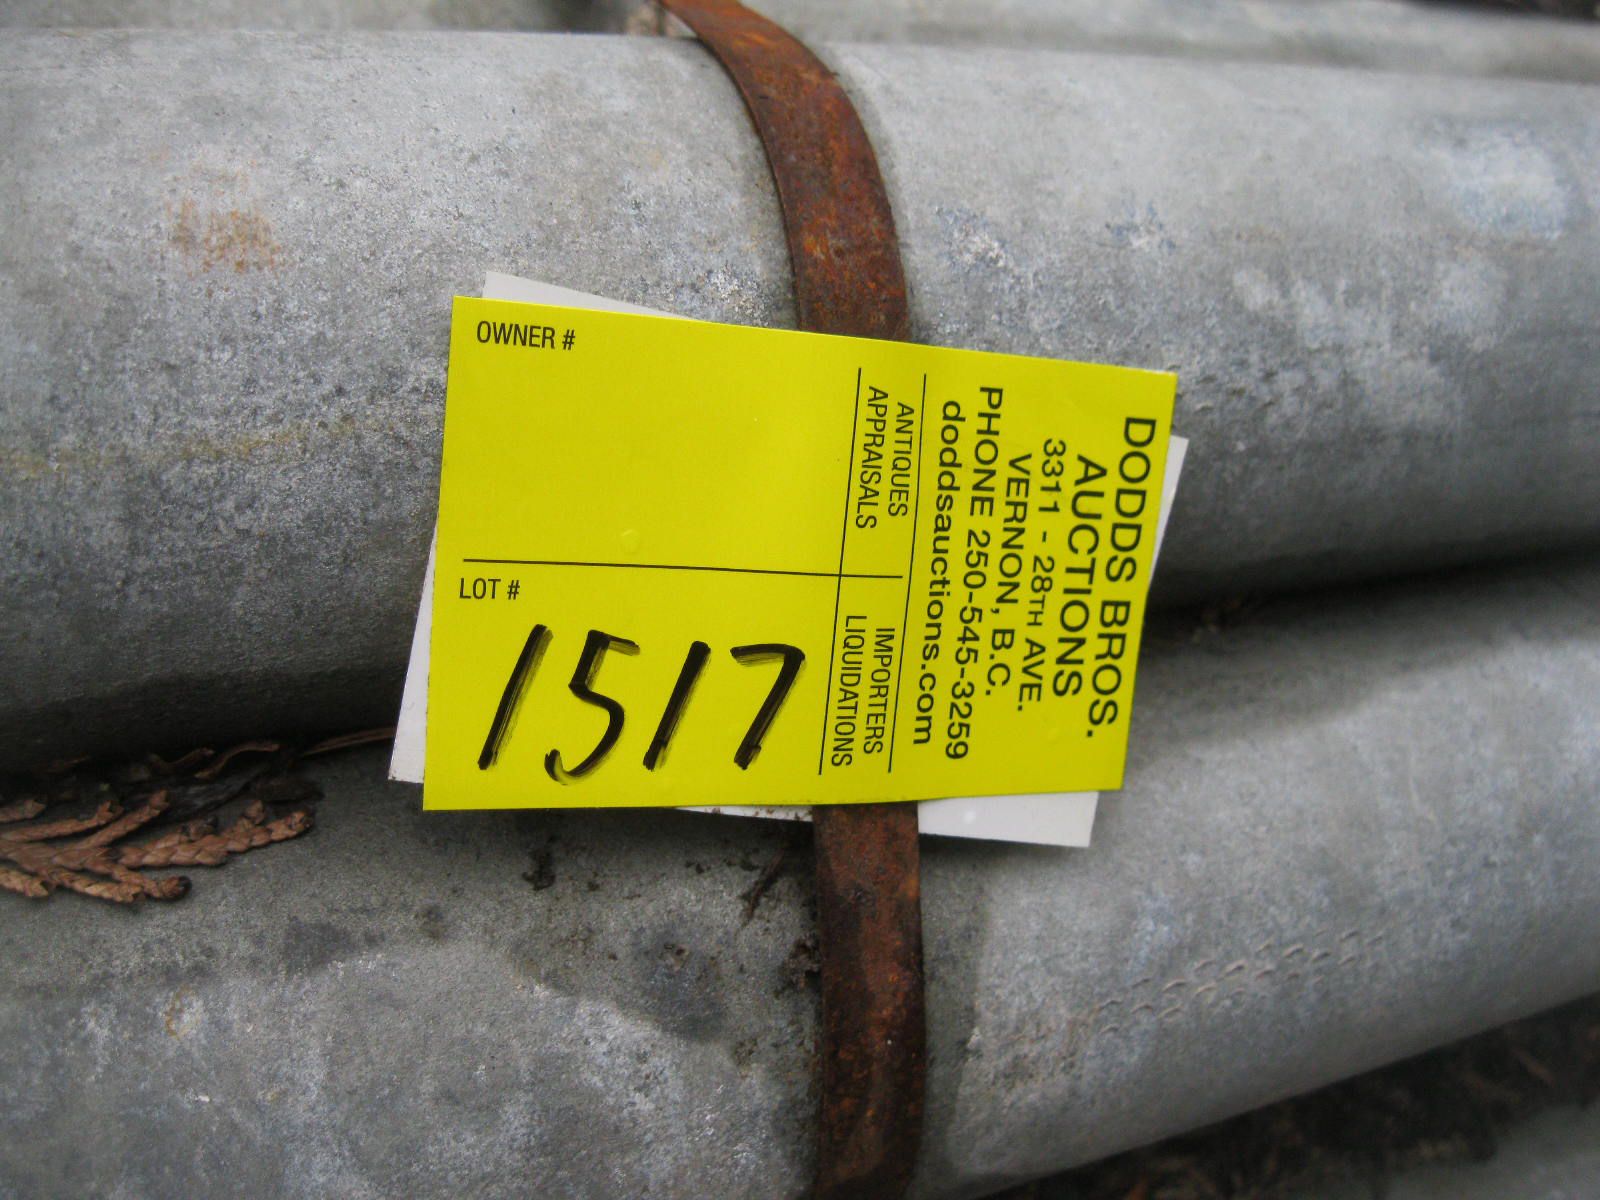 OWNER #
LOT #
1517
ANTIQUES
APPRAISALS
IMPORTERS
LIQUIDATIONS
DODDS BROS.
AUCTIONS
3311 - 28TH AVE.
VERNON, B.C.
PHONE 250-545-3259
doddsauctions.com